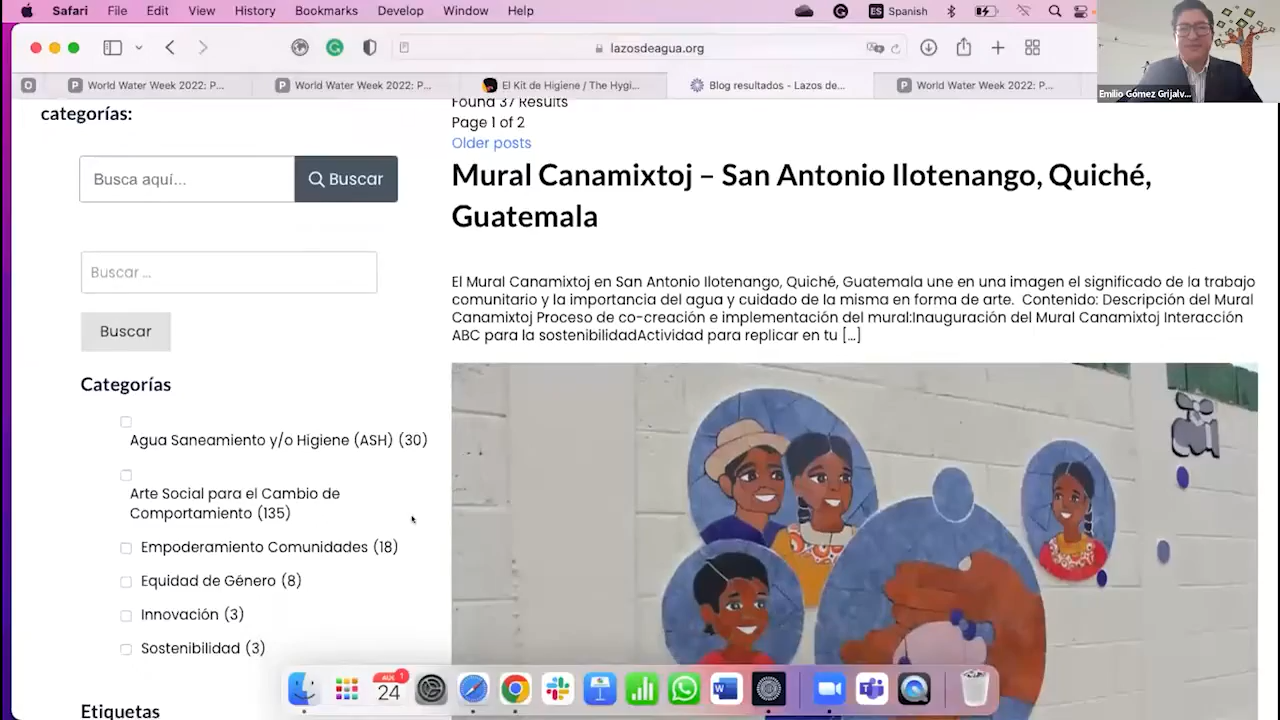 Safari File Edit View History Bookmarks Develop Window Help
ES Spanish
lazosdeagua.org
World Water Week 2022: P...
World Water Week 2022: P...
El Kit de Higiene / The Hygi...
Blog resultados - Lazos de...
World Water Week 2022: P...
Emilio Gómez Grijalv...
categorías:
Busca aquí...
Buscar
Buscar ...
Buscar
Categorías
Agua Saneamiento y/o Higiene (ASH) (30)
Arte Social para el Cambio de
Comportamiento (135)
Empoderamiento Comunidades (18)
Equidad de Género (8)
Innovación (3)
Sostenibilidad (3)
Etiquetas
Found 37 Results
Page 1 of 2
Older posts
Mural Canamixtoj – San Antonio Ilotenango, Quiché,
Guatemala
El Mural Canamixtoj en San Antonio Ilotenango, Quiché, Guatemala une en una imagen el significado de la trabajo
comunitario y la importancia del agua y cuidado de la misma en forma de arte. Contenido: Descripción del Mural
Canamixtoj Proceso de co-creación e implementación del mural:Inauguración del Mural Canamixtoj Interacción
ABC para la sostenibilidadActividad para replicar en tu [...]
AUG
24
1